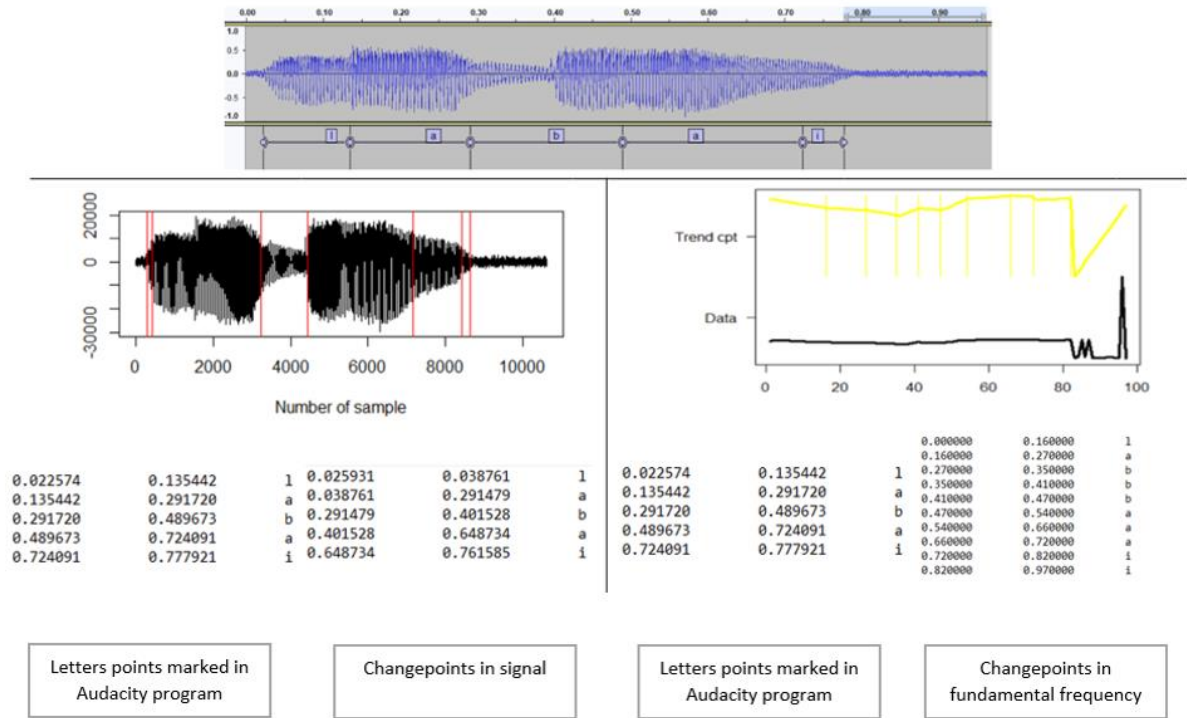 0.00 0.10 0.20 0.30 0.40 0.50 0.60 0.70 0.80 0.90
1.0
0.5
0.0
-0.5
-1.0
l a b a i
20000
0
-30000
0 2000 4000 6000 8000 10000
Number of sample
Trend cpt
Data
0 20 40 60 80 100
0.022574 0.135442 l
0.135442 0.291720 a
0.291720 0.489673 b
0.489673 0.724091 a
0.724091 0.777921 i
0.025931 0.038761 l
0.038761 0.291479 a
0.291479 0.401528 b
0.401528 0.648734 a
0.648734 0.761585 i
0.022574 0.135442 l
0.135442 0.291720 a
0.291720 0.489673 b
0.489673 0.724091 a
0.724091 0.777921 i
0.000000 0.160000 l
0.160000 0.270000 a
0.270000 0.350000 b
0.350000 0.410000 b
0.410000 0.470000 b
0.470000 0.540000 a
0.540000 0.660000 a
0.660000 0.720000 a
0.720000 0.820000 i
0.820000 0.970000 i
Letters points marked in
Audacity program
Changepoints in signal
Letters points marked in
Audacity program
Changepoints in
fundamental frequency